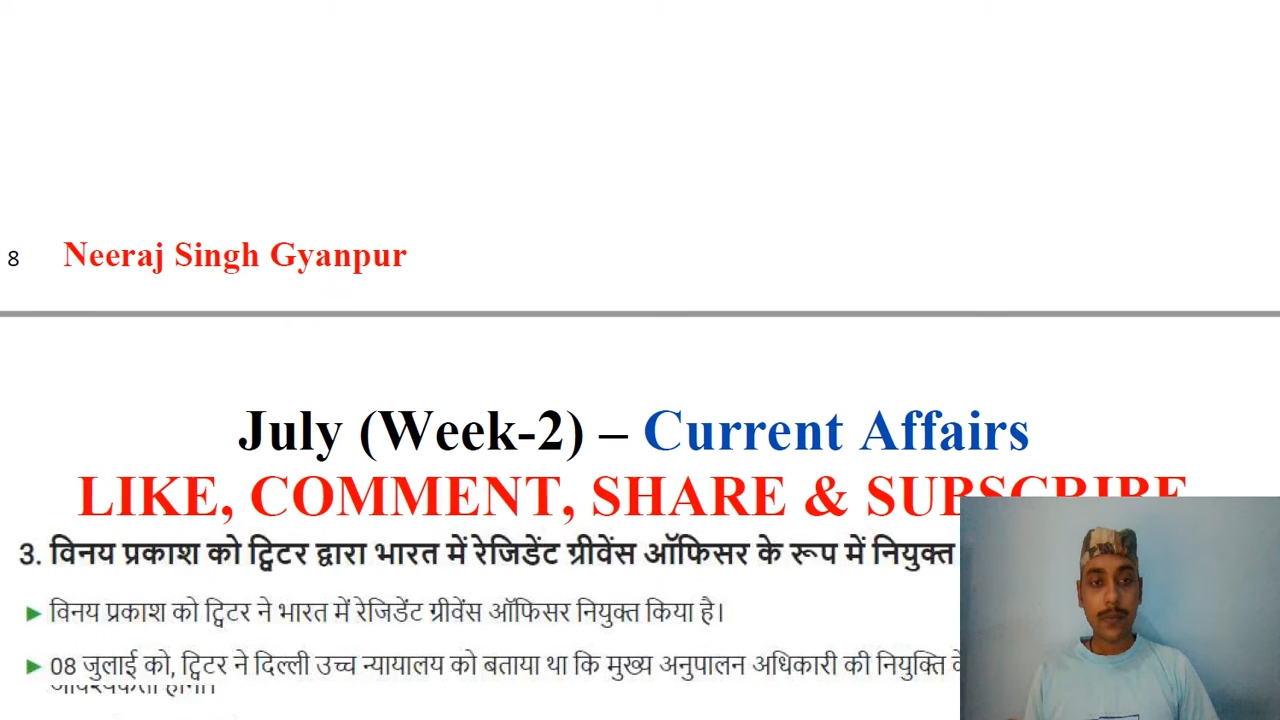 8 Neeraj Singh Gyanpur
July (Week-2) – Current Affairs
LIKE, COMMENT, SHARE & SUBSCRIBE
3. विनय प्रकाश को ट्विटर द्वारा भारत में रेजिडेंट ग्रीवेंस ऑफिसर के रूप में नियुक्त
▶ विनय प्रकाश को ट्विटर ने भारत में रेजिडेंट ग्रीवेंस ऑफिसर नियुक्त किया है।
▶ 08 जुलाई को, ट्विटर ने दिल्ली उच्च न्यायालय को बताया था कि मुख्य अनुपालन अधिकारी की नियुक्ति